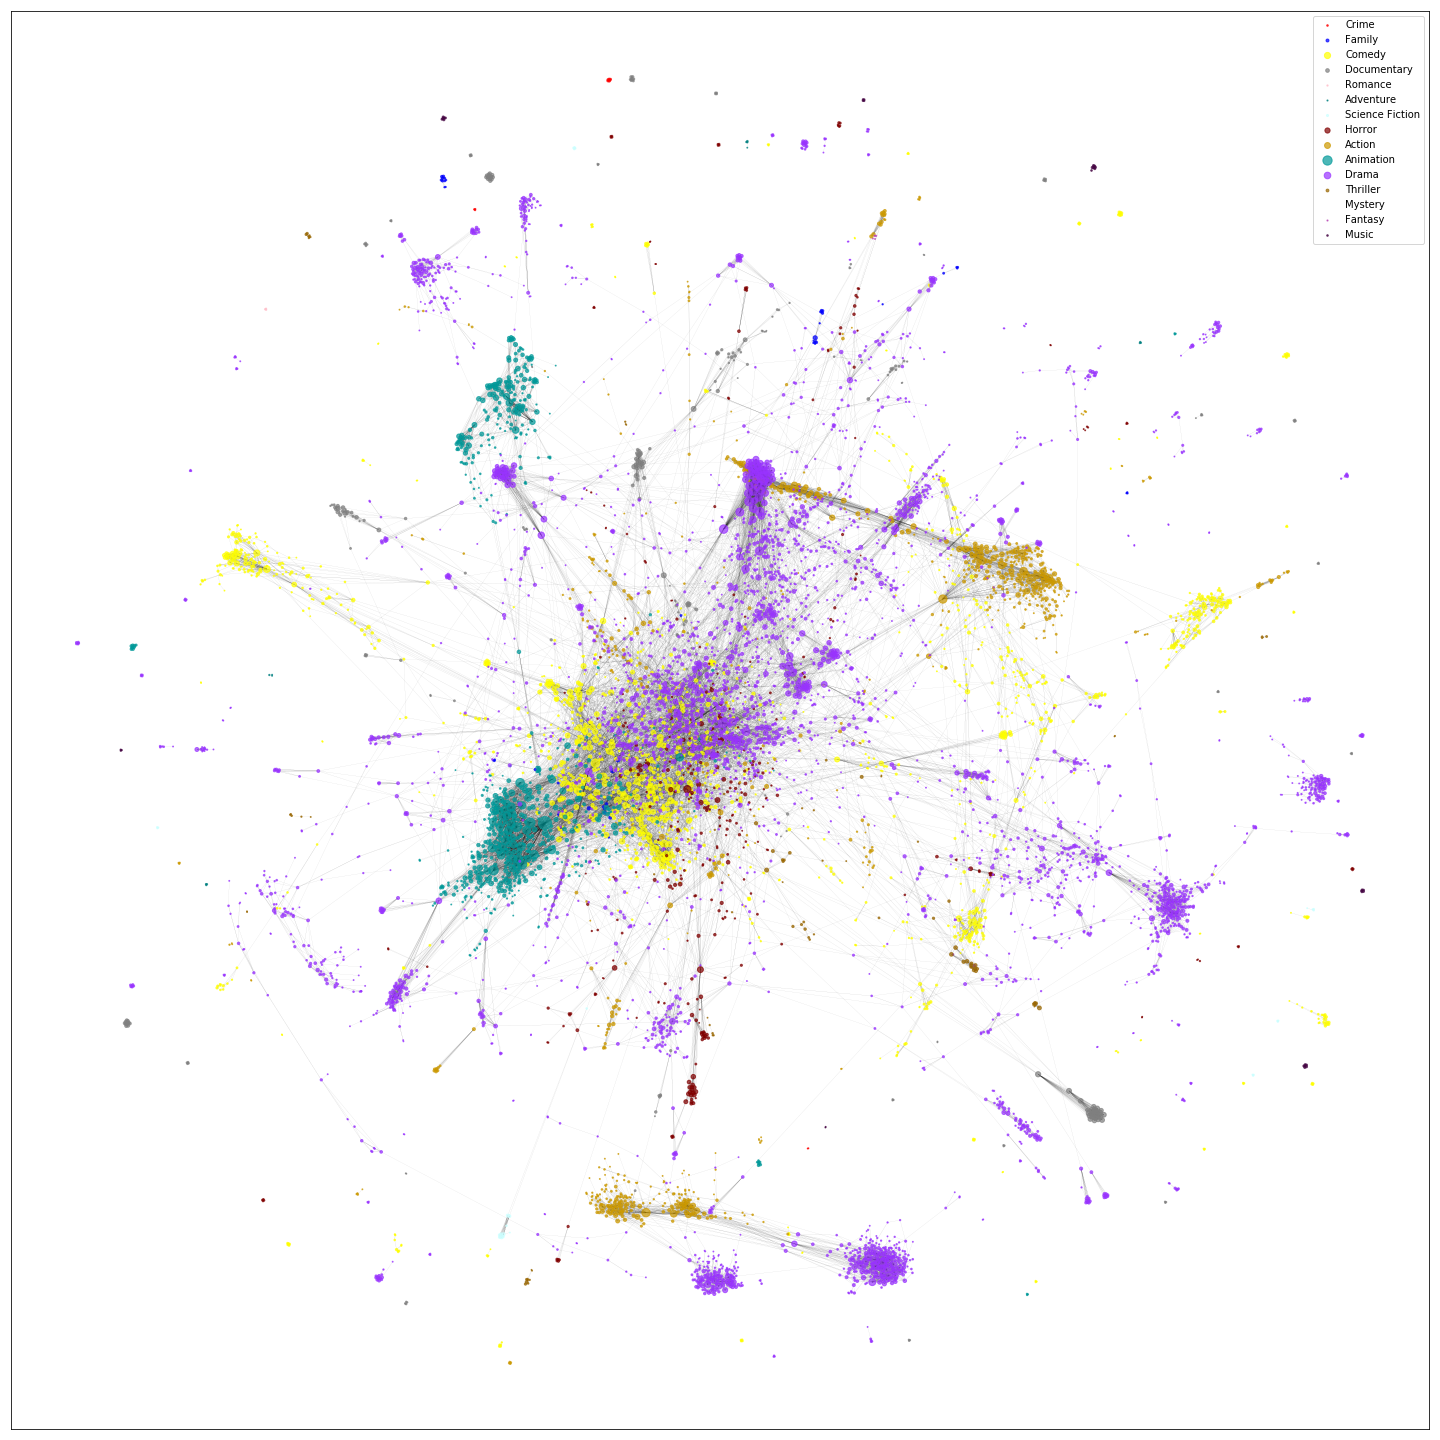 Crime
Family
Comedy
Documentary
Romance
Adventure
Science Fiction
Horror
Action
Animation
Drama
Thriller
Mystery
Fantasy
Music